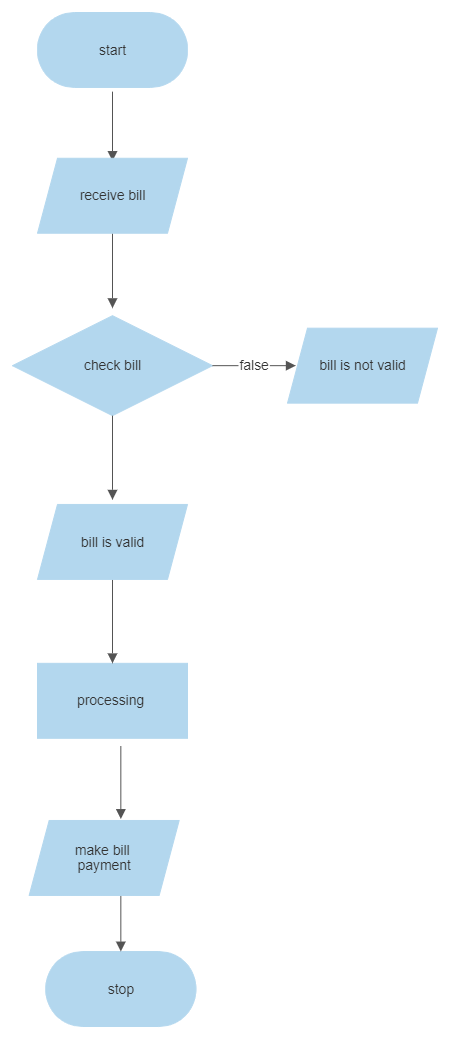 start
receive bill
check bill
false
bill is not valid
bill is valid
processing
make bill
payment
stop